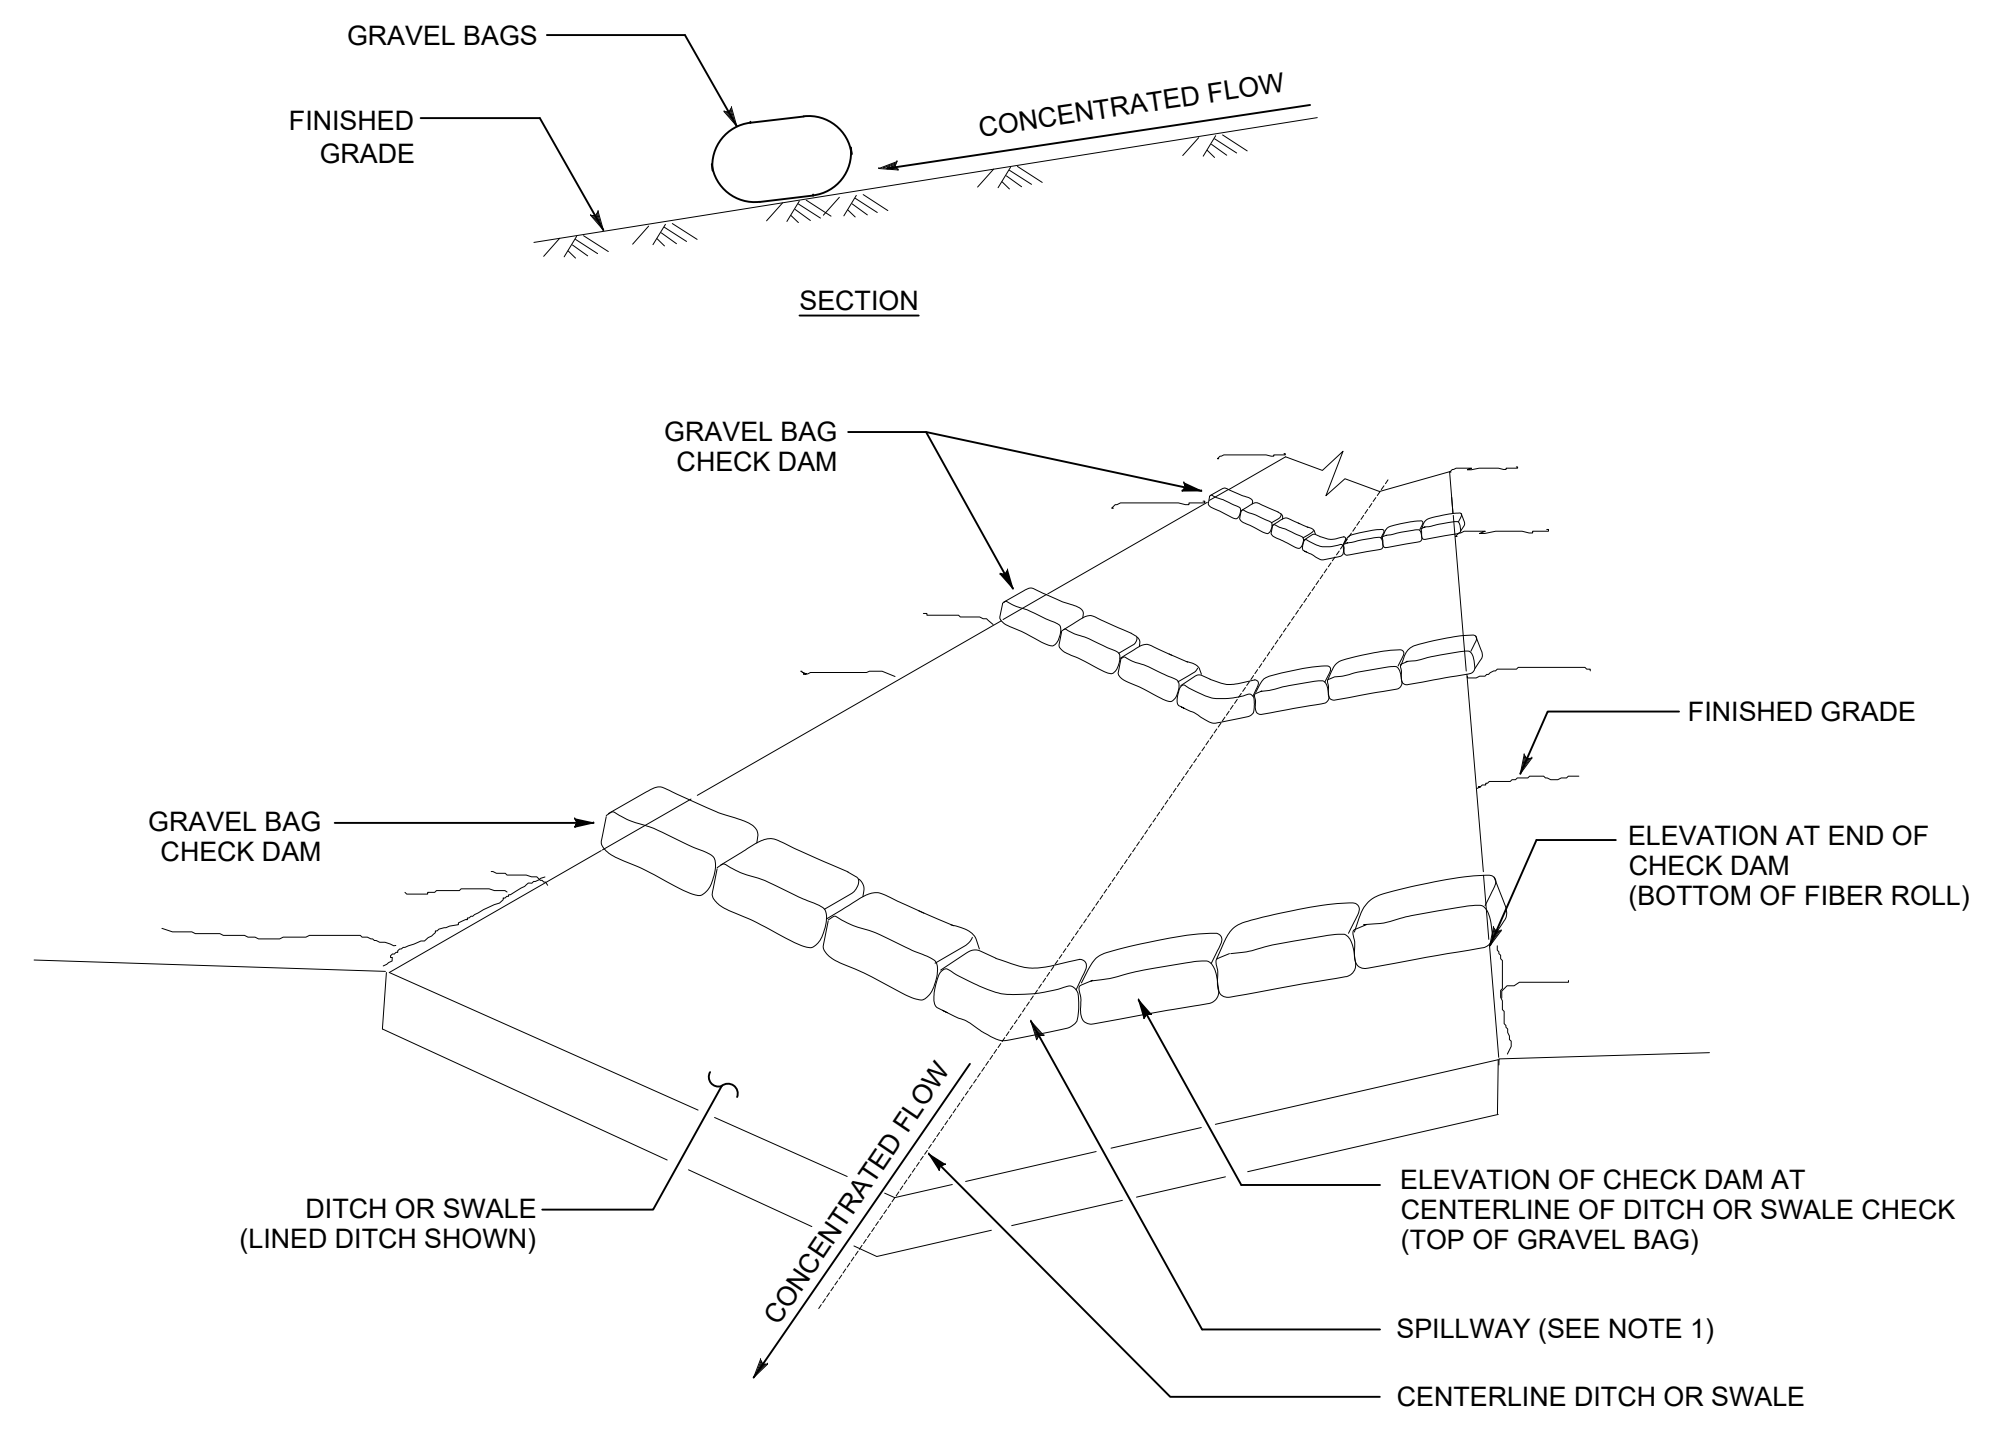 GRAVEL BAGS
FINISHED
GRADE
CONCENTRATED FLOW
SECTION
GRAVEL BAG
CHECK DAM
FINISHED GRADE
GRAVEL BAG
CHECK DAM
ELEVATION AT END OF
CHECK DAM
(BOTTOM OF FIBER ROLL)
DITCH OR SWALE
(LINED DITCH SHOWN)
CONCENTRATED FLOW
ELEVATION OF CHECK DAM AT
CENTERLINE OF DITCH OR SWALE CHECK
(TOP OF GRAVEL BAG)
SPILLWAY (SEE NOTE 1)
CENTERLINE DITCH OR SWALE